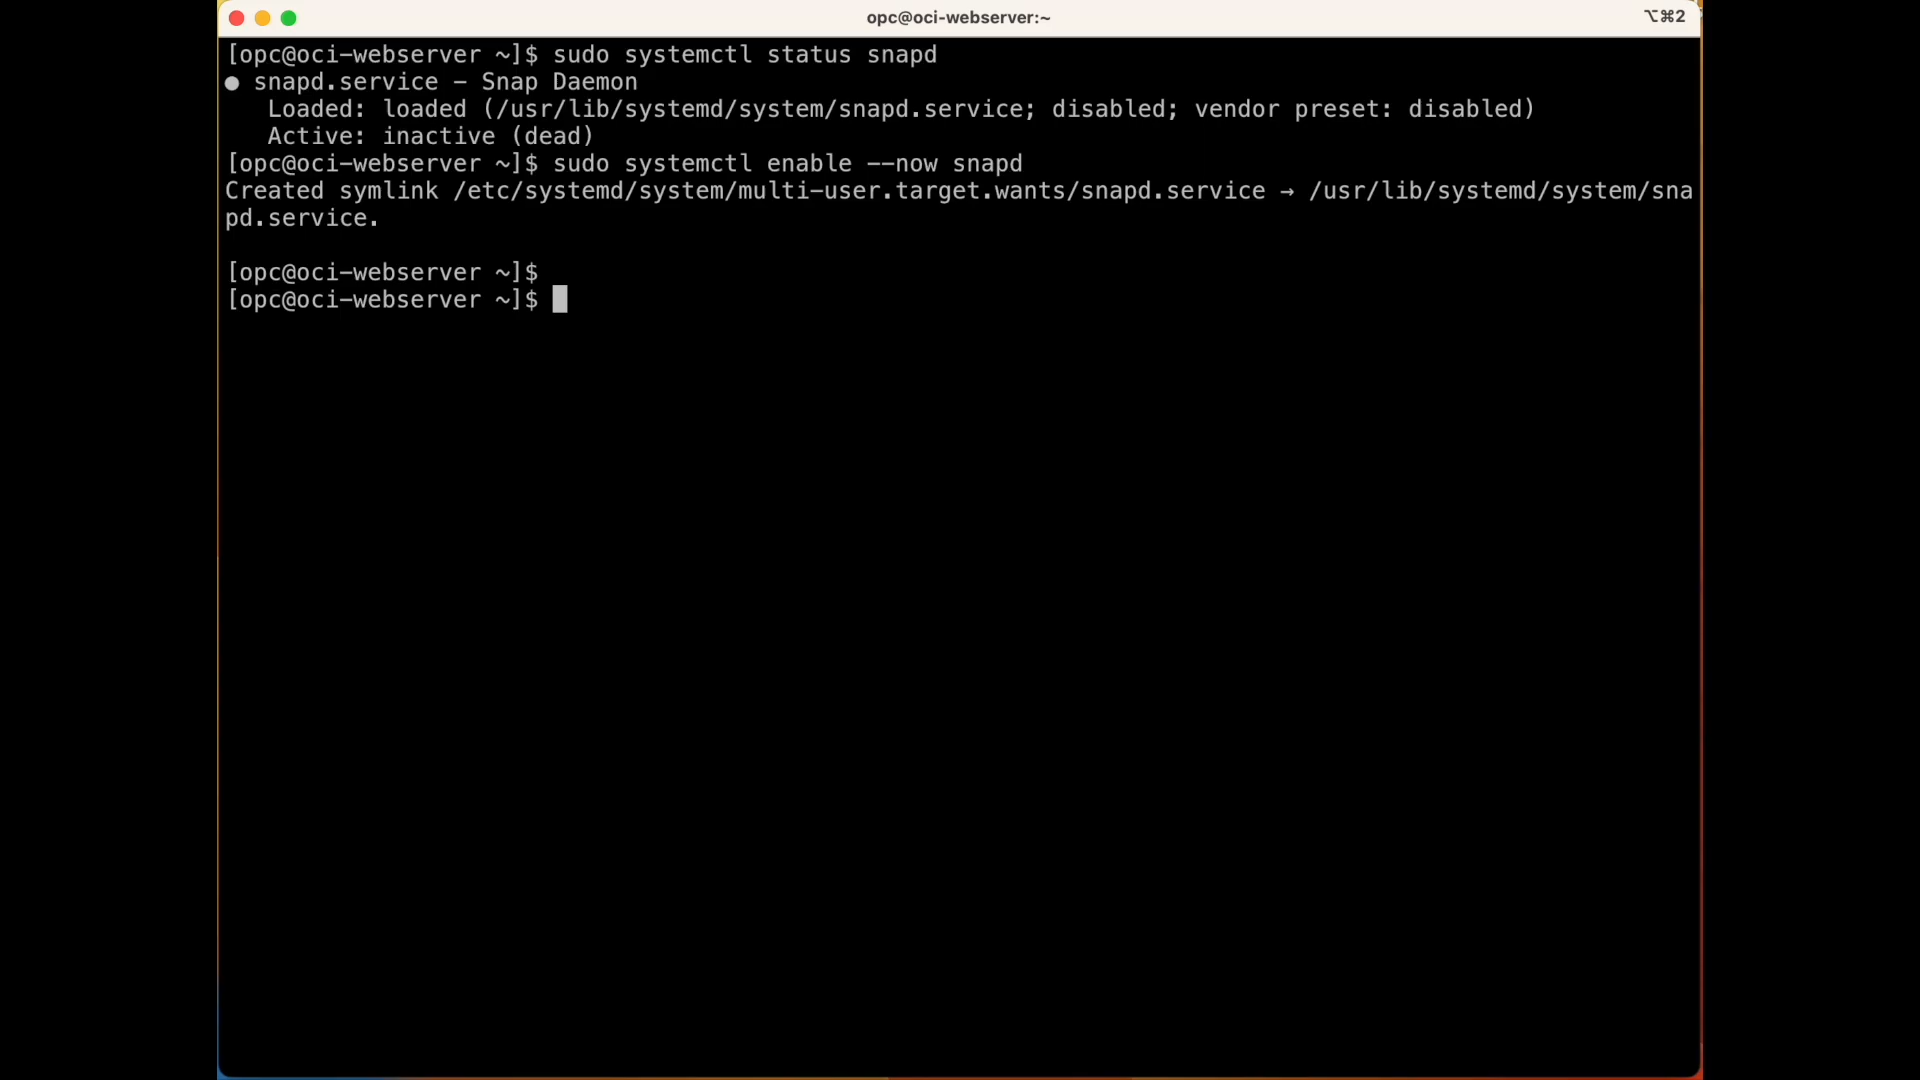 opc@oci-webserver:~
⌥⌘2
[opc@oci-webserver ~]$ sudo systemctl status snapd
● snapd.service - Snap Daemon
   Loaded: loaded (/usr/lib/systemd/system/snapd.service; disabled; vendor preset: disabled)
   Active: inactive (dead)
[opc@oci-webserver ~]$ sudo systemctl enable --now snapd
Created symlink /etc/systemd/system/multi-user.target.wants/snapd.service → /usr/lib/systemd/system/sna
pd.service.
[opc@oci-webserver ~]$
[opc@oci-webserver ~]$